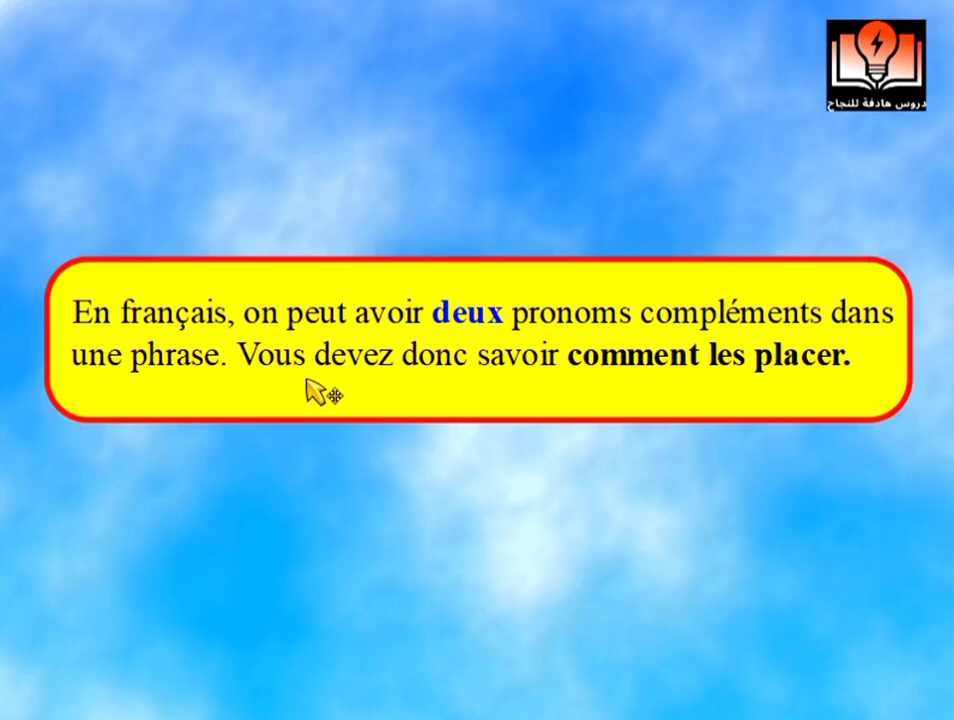 دروس هادفة للنجاح
En français, on peut avoir deux pronoms compléments dans
une phrase. Vous devez donc savoir comment les placer.